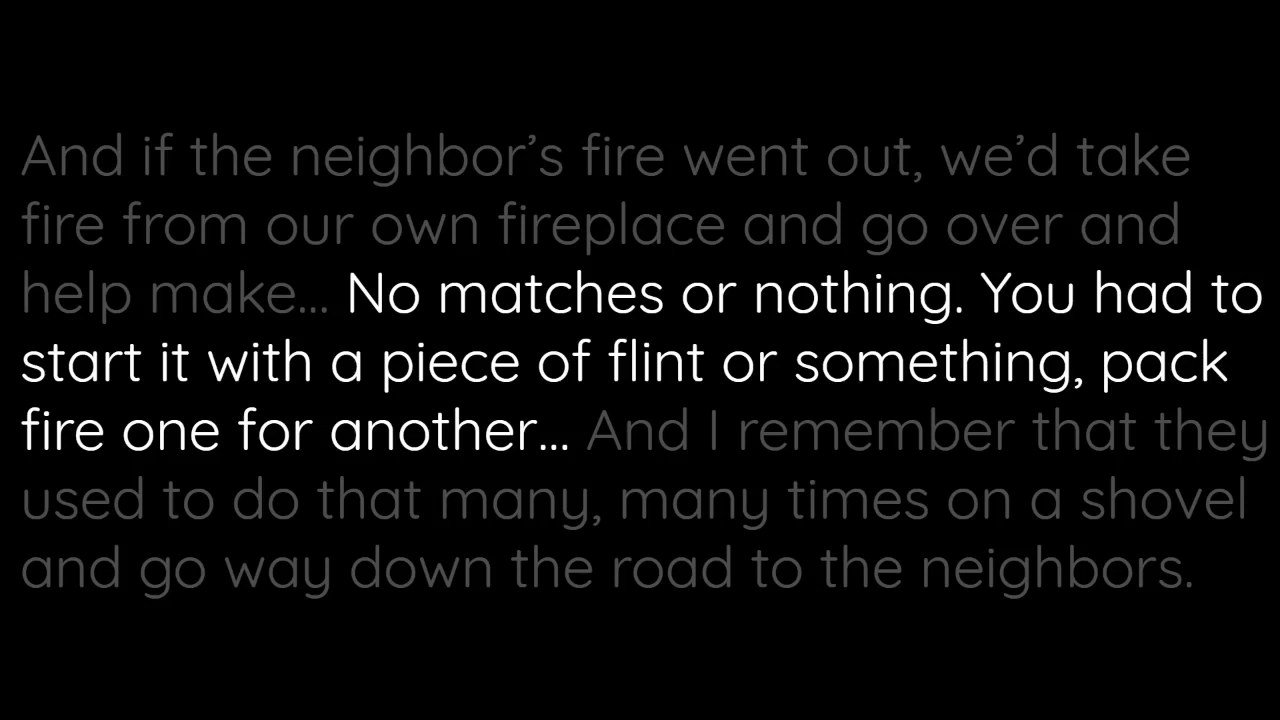 And if the neighbor’s fire went out, we’d take
fire from our own fireplace and go over and
help make... No matches or nothing. You had to
start it with a piece of flint or something, pack
fire one for another... And I remember that they
used to do that many, many times on a shovel
and go way down the road to the neighbors.